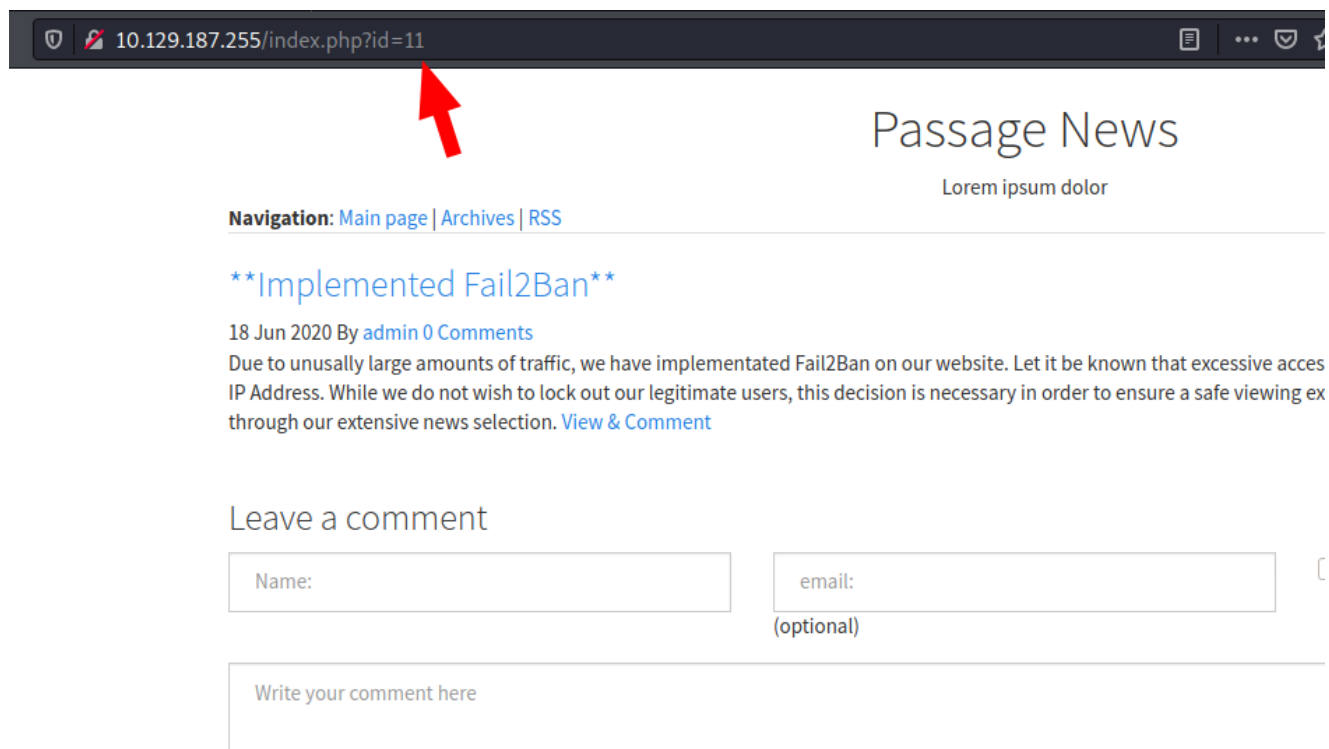 10.129.187.255/index.php?id=11
Passage News
Lorem ipsum dolor
Navigation: Main page | Archives | RSS
**Implemented Fail2Ban**
18 Jun 2020 By admin 0 Comments
Due to unusally large amounts of traffic, we have implementated Fail2Ban on our website. Let it be known that excessive acces
IP Address. While we do not wish to lock out our legitimate users, this decision is necessary in order to ensure a safe viewing ex
through our extensive news selection. View & Comment
Leave a comment
Name:
email:
(optional)
Write your comment here